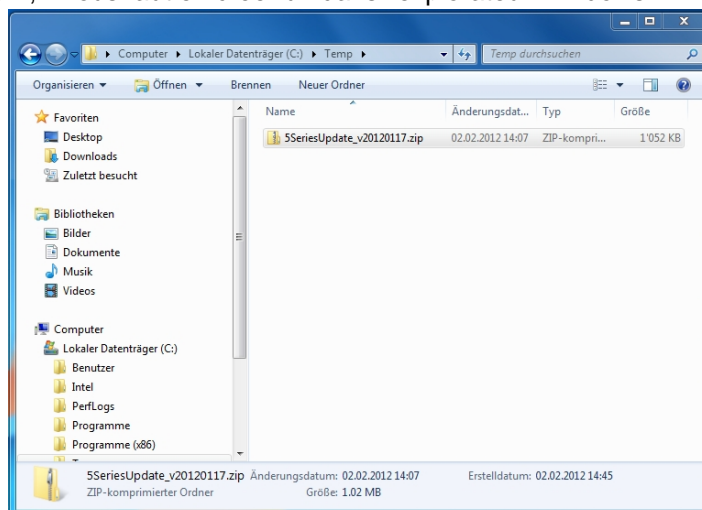 Computer ▸ Lokaler Datenträger (C:) ▸ Temp ▸
Temp durchsuchen
Organisieren ▾ Öffnen ▾ Brennen Neuer Ordner
Name Änderungsdat... Typ Größe
5SeriesUpdate_v20120117.zip 02.02.2012 14:07 ZIP-kompri... 1'052 KB
Favoriten
Desktop
Downloads
Zuletzt besucht
Bibliotheken
Bilder
Dokumente
Musik
Videos
Computer
Lokaler Datenträger (C:)
Benutzer
Intel
PerfLogs
Programme
Programme (x86)
5SeriesUpdate_v20120117.zip Änderungsdatum: 02.02.2012 14:07 Erstelldatum: 02.02.2012 14:45
ZIP-komprimierter Ordner Größe: 1.02 MB